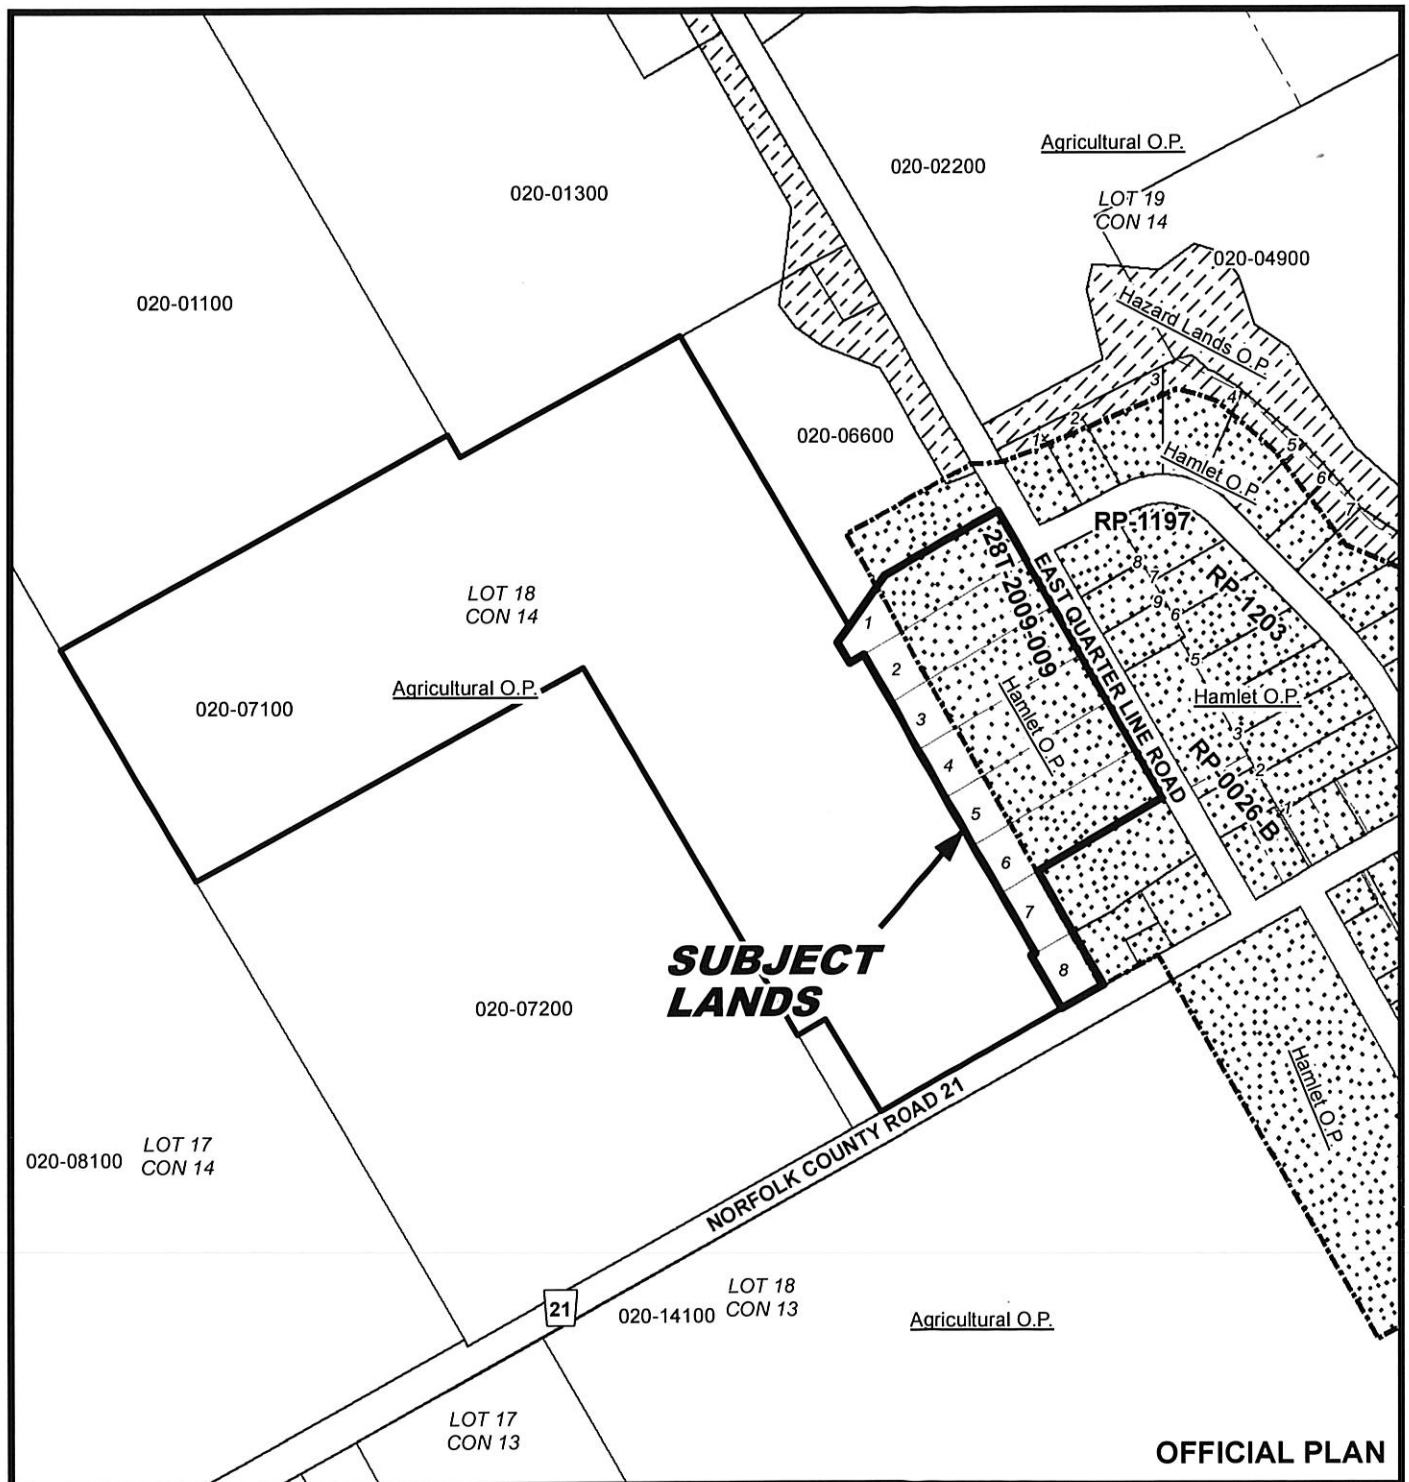 Agricultural O.P.
020-02200
020-01300
LOT 19
CON 14
020-04900
020-01100
Hazard Lands O.P.
3
4
2
1
5
6
7
020-06600
Hamlet O.P.
RP-1197
28T-2009-009
EAST QUARTER LINE ROAD
8
7
9
6
5
RP-1203
LOT 18
CON 14
1
2
3
4
5
6
7
8
Agricultural O.P.
020-07100
Hamlet O.P.
Hamlet O.P.
3
2
1
RP-0026-B
SUBJECT
LANDS
020-07200
Hamlet O.P.
NORFOLK COUNTY ROAD 21
020-08100
LOT 17
CON 14
21
020-14100
LOT 18
CON 13
Agricultural O.P.
LOT 17
CON 13
OFFICIAL PLAN